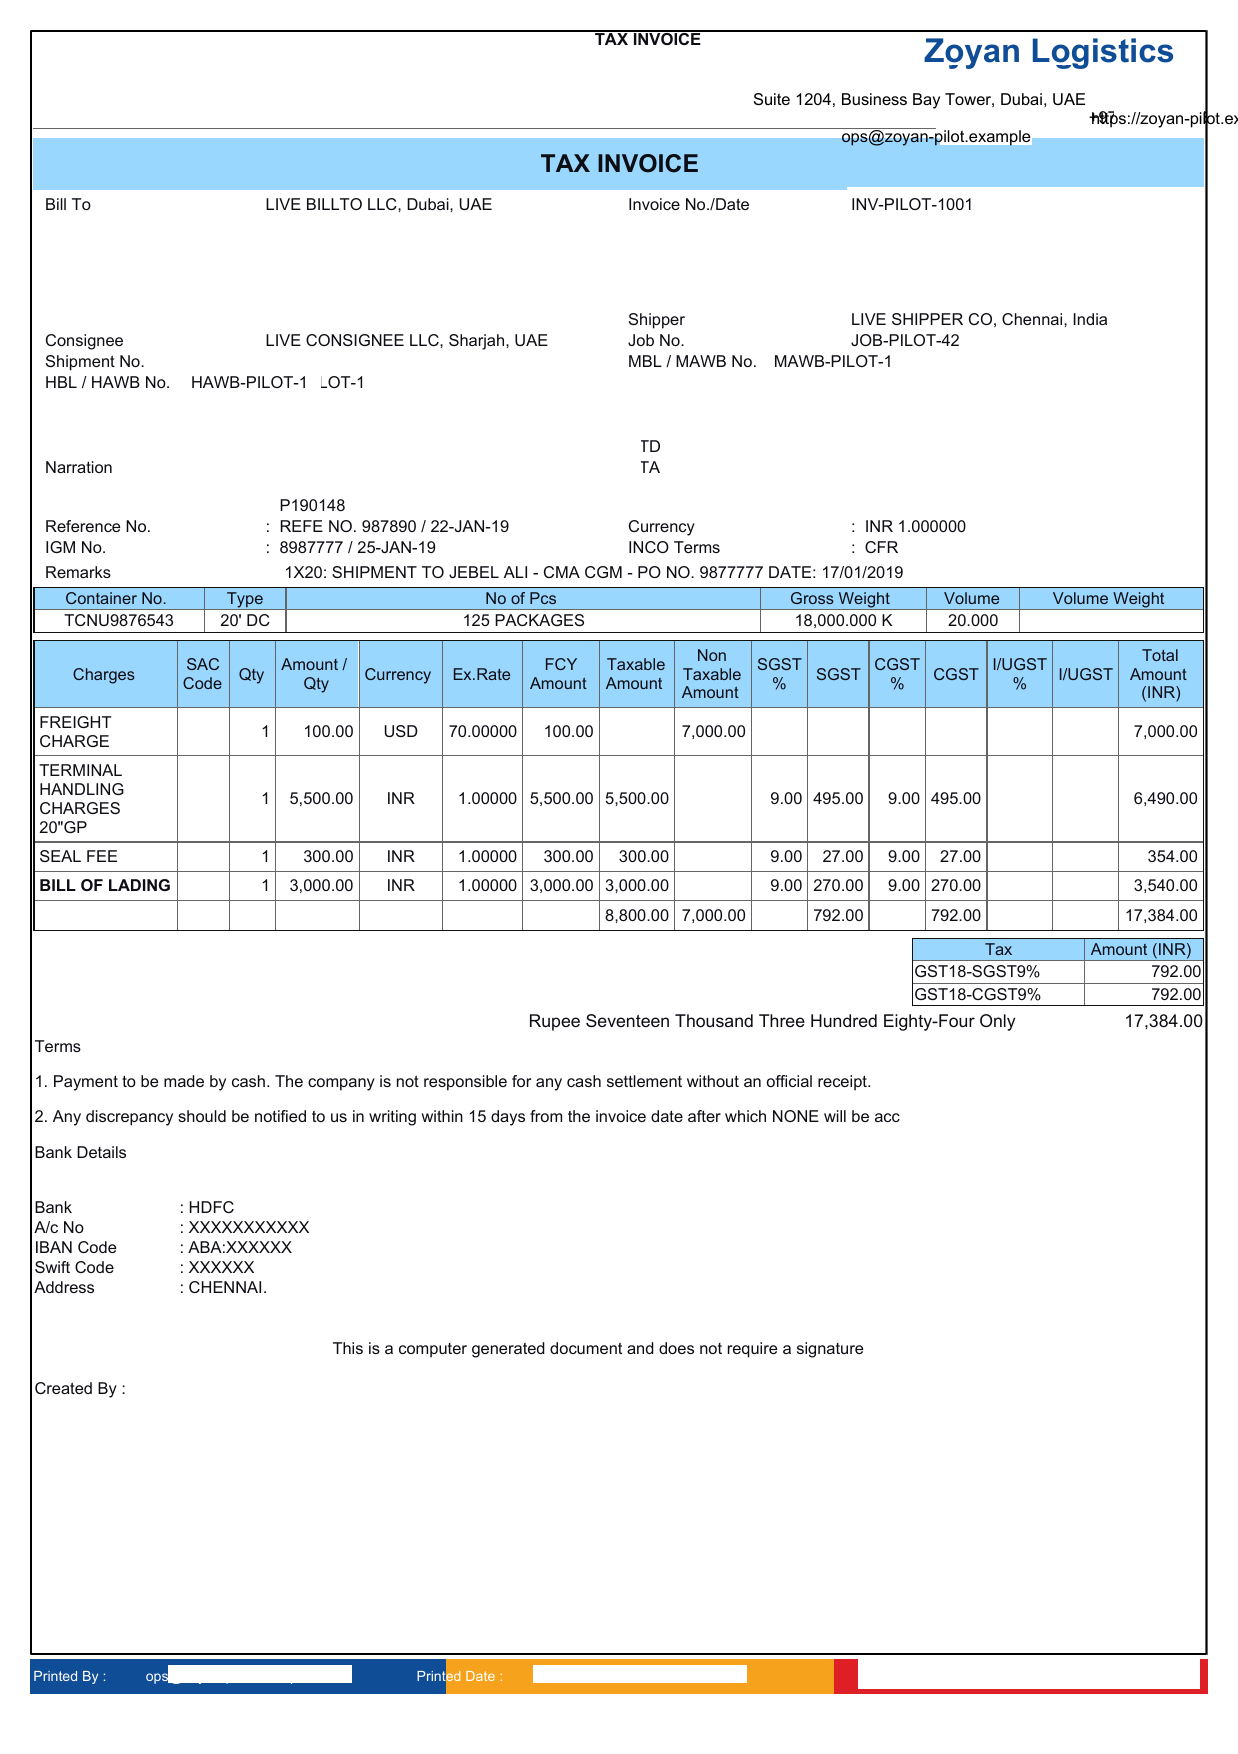 TAX INVOICE
Zoyan Logistics
Suite 1204, Business Bay Tower, Dubai, UAE
https://zoyan-pilot.ex
ops@zoyan-pilot.example
TAX INVOICE
Bill To LIVE BILLTO LLC, Dubai, UAE Invoice No./Date INV-PILOT-1001
Shipper LIVE SHIPPER CO, Chennai, India
Consignee LIVE CONSIGNEE LLC, Sharjah, UAE Job No. JOB-PILOT-42
Shipment No. MBL / MAWB No. MAWB-PILOT-1
HBL / HAWB No. HAWB-PILOT-1 LOT-1
TD
Narration TA
P190148
Reference No. : REFE NO. 987890 / 22-JAN-19 Currency : INR 1.000000
IGM No. : 8987777 / 25-JAN-19 INCO Terms : CFR
Remarks 1X20: SHIPMENT TO JEBEL ALI - CMA CGM - PO NO. 9877777 DATE: 17/01/2019
Container No. Type No of Pcs Gross Weight Volume Volume Weight
TCNU9876543 20' DC 125 PACKAGES 18,000.000 K 20.000
Charges SAC Code Qty Amount / Qty Currency Ex.Rate FCY Amount Taxable Amount Non Taxable Amount SGST % SGST CGST % CGST I/UGST % I/UGST Total Amount (INR)
FREIGHT CHARGE 1 100.00 USD 70.00000 100.00 7,000.00 7,000.00
TERMINAL HANDLING CHARGES 20"GP 1 5,500.00 INR 1.00000 5,500.00 5,500.00 9.00 495.00 9.00 495.00 6,490.00
SEAL FEE 1 300.00 INR 1.00000 300.00 300.00 9.00 27.00 9.00 27.00 354.00
BILL OF LADING 1 3,000.00 INR 1.00000 3,000.00 3,000.00 9.00 270.00 9.00 270.00 3,540.00
8,800.00 7,000.00 792.00 792.00 17,384.00
Tax Amount (INR)
GST18-SGST9% 792.00
GST18-CGST9% 792.00
Rupee Seventeen Thousand Three Hundred Eighty-Four Only 17,384.00
Terms
1. Payment to be made by cash. The company is not responsible for any cash settlement without an official receipt.
2. Any discrepancy should be notified to us in writing within 15 days from the invoice date after which NONE will be acc
Bank Details
Bank : HDFC
A/c No : XXXXXXXXXXX
IBAN Code : ABA:XXXXXX
Swift Code : XXXXXX
Address : CHENNAI.
This is a computer generated document and does not require a signature
Created By :
Printed By : ops Printed Date :